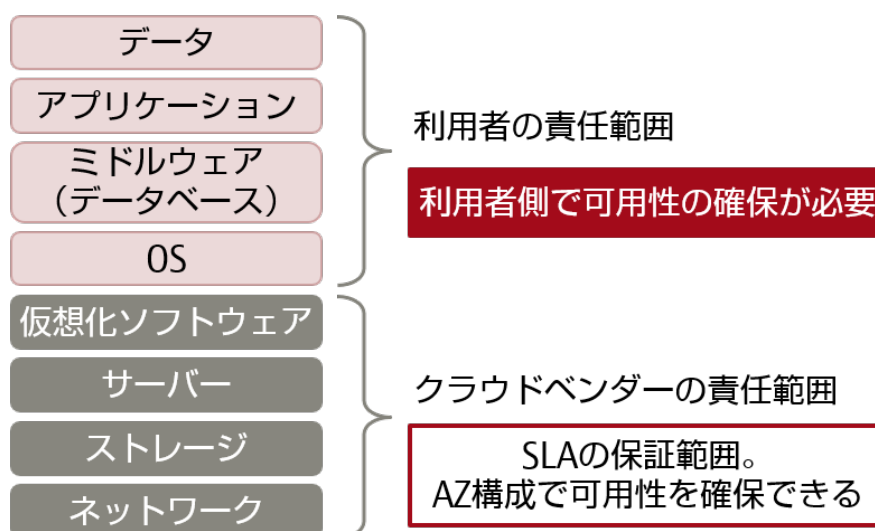 データ
アプリケーション
ミドルウェア
（データベース）
OS
仮想化ソフトウェア
サーバー
ストレージ
ネットワーク
利用者の責任範囲
利用者側で可用性の確保が必要
クラウドベンダーの責任範囲
SLAの保証範囲。
AZ構成で可用性を確保できる